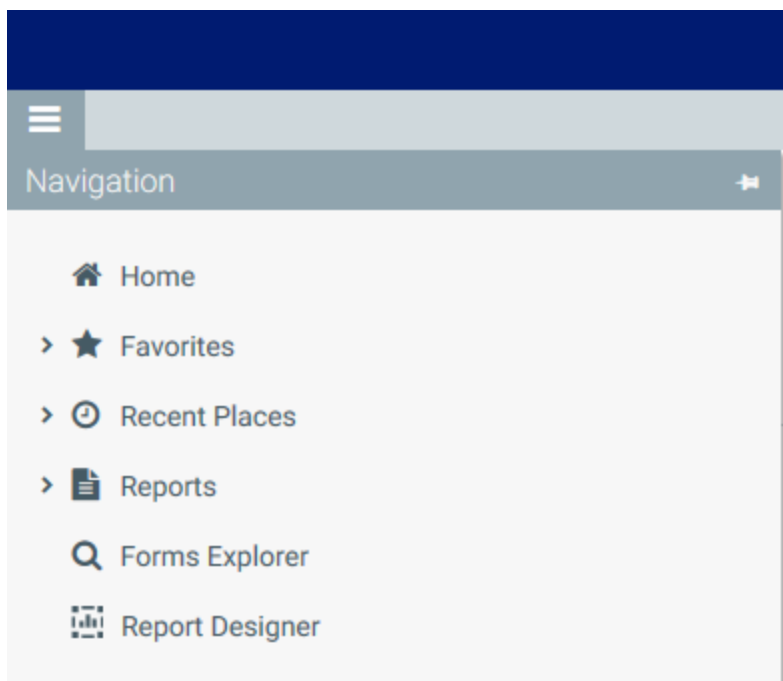 Navigation
Home
Favorites
Recent Places
Reports
Forms Explorer
Report Designer